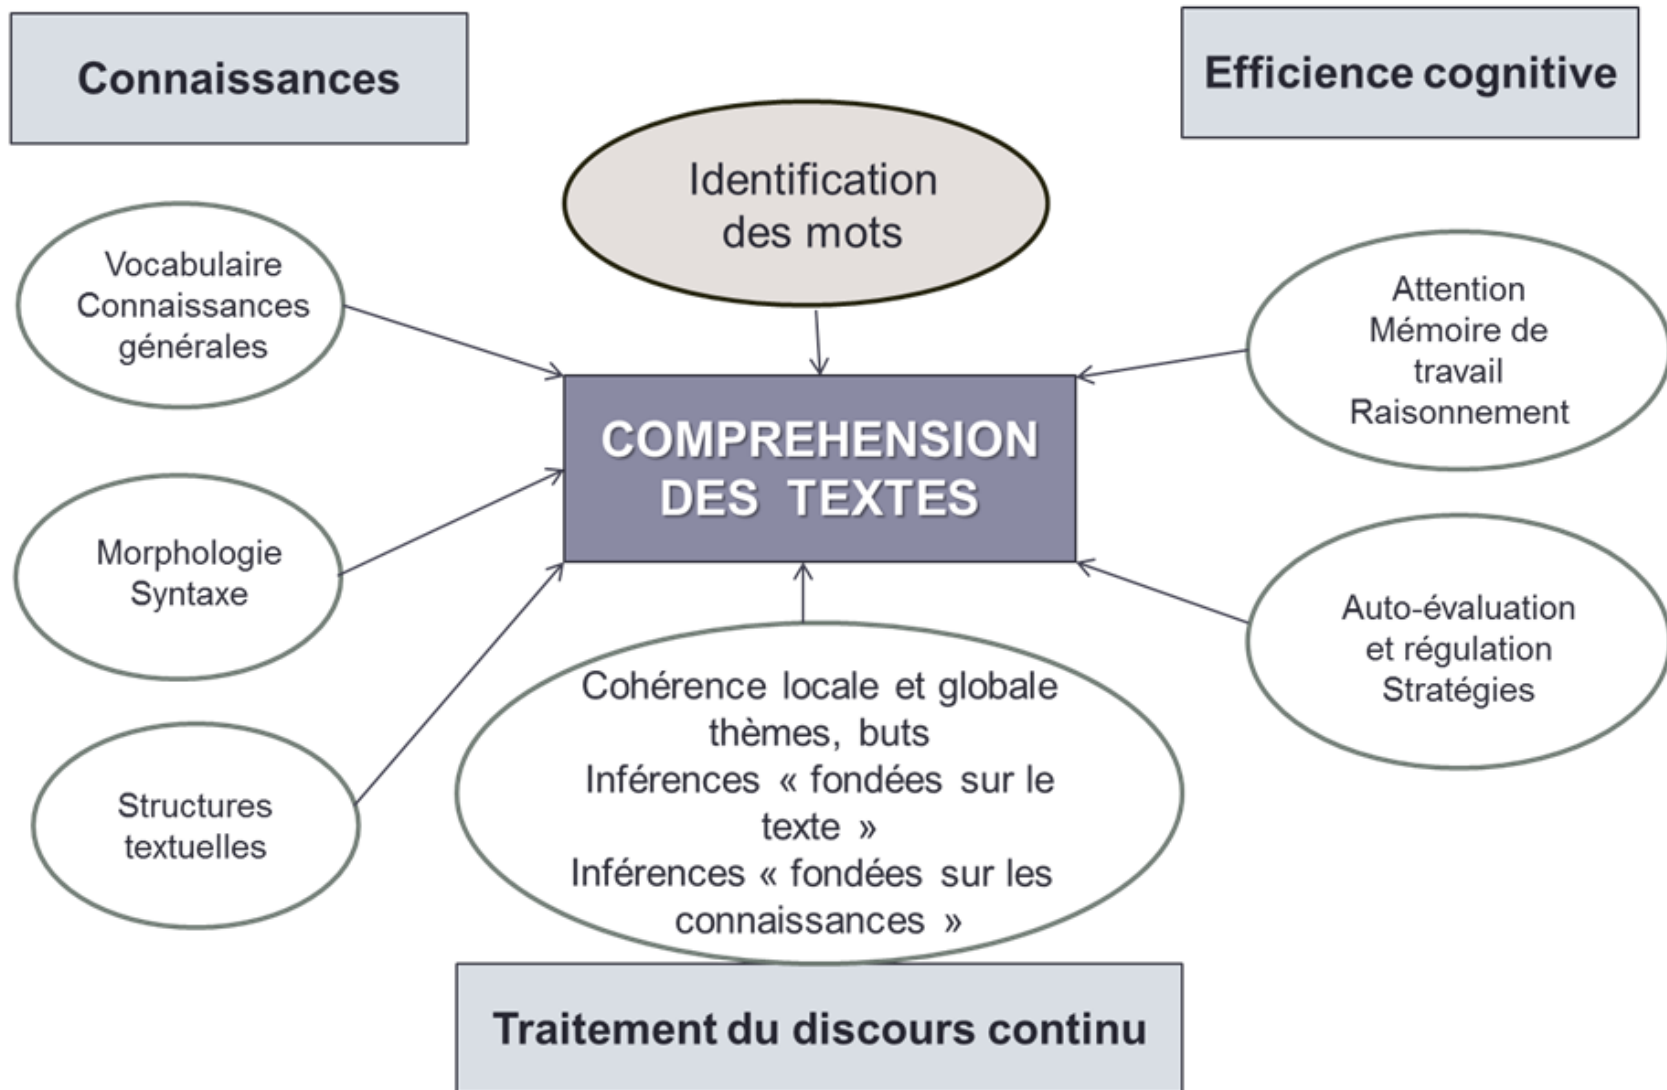 Connaissances
Efficience cognitive
Identification
des mots
Vocabulaire
Connaissances
générales
Attention
Mémoire de
travail
Raisonnement
COMPREHENSION
DES TEXTES
Morphologie
Syntaxe
Auto-évaluation
et régulation
Stratégies
Structures
textuelles
Cohérence locale et globale
thèmes, buts
Inférences « fondées sur le
texte »
Inférences « fondées sur les
connaissances »
Traitement du discours continu